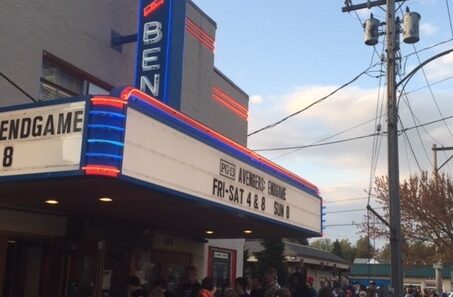 BEN
ENDGAME
8
PG-13 AVENGERS ENDGAME
FRI-SAT 4 & 8 SUN 8